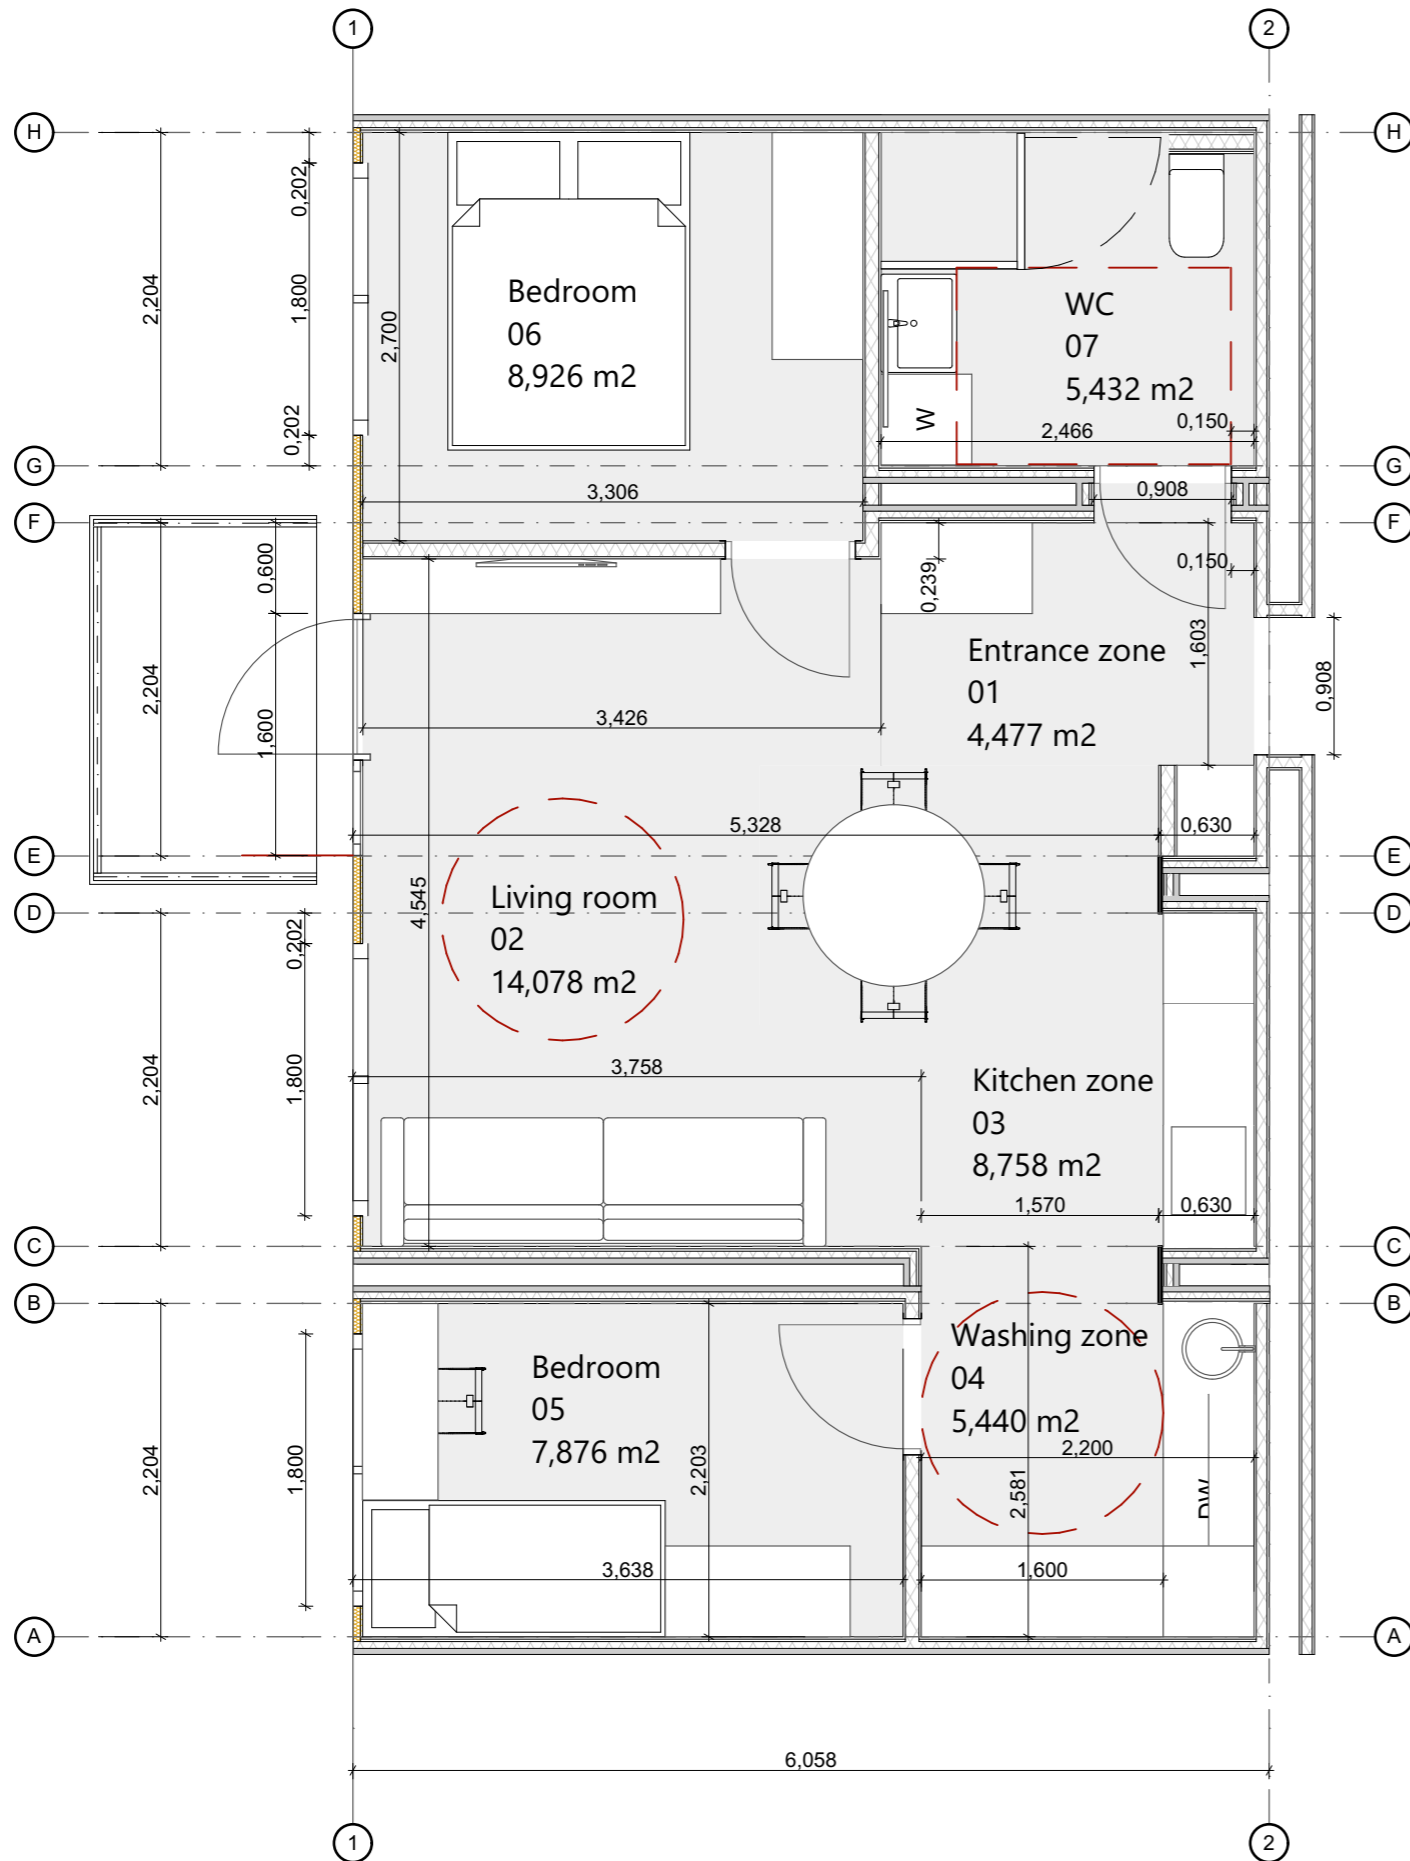 1
2
H
H
0,202
2,204
1,800
2,700
Bedroom
06
8,926 m2
WC
07
5,432 m2
W
0,150
2,466
0,202
G
G
3,306
0,908
F
F
0,600
0,239
0,150
1,603
Entrance zone
01
4,477 m2
0,908
2,204
1,600
3,426
5,328
0,630
E
E
4,545
Living room
02
14,078 m2
D
D
0,202
2,204
1,800
3,758
Kitchen zone
03
8,758 m2
1,570
0,630
C
C
B
B
Washing zone
04
5,440 m2
Bedroom
05
7,876 m2
2,200
2,204
1,800
2,203
2,581
DW
3,638
1,600
A
A
6,058
1
2